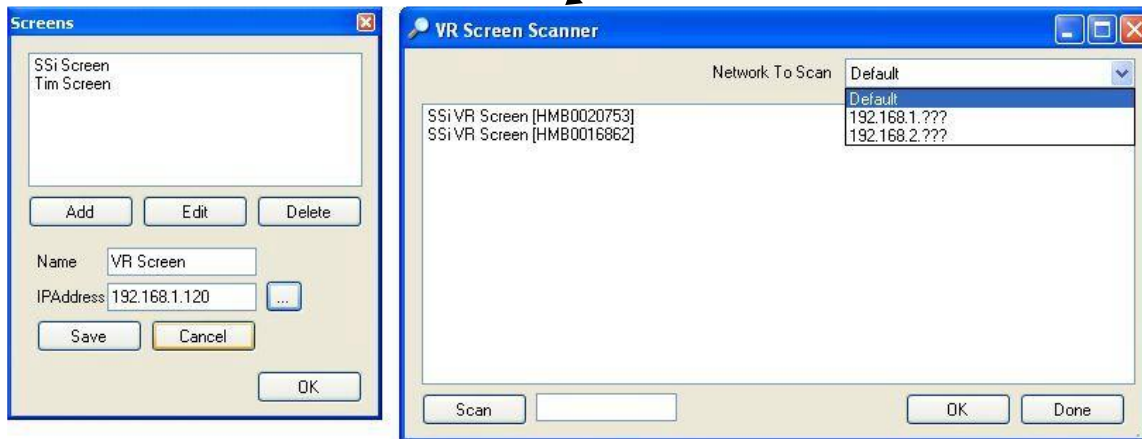 Screens
SSi Screen
Tim Screen
Add Edit Delete
Name VR Screen
IPAddress 192.168.1.120 ...
Save Cancel
OK
VR Screen Scanner
Network To Scan Default
Default
192.168.1.???
192.168.2.???
SSi VR Screen [HMB0020753]
SSi VR Screen [HMB0016862]
Scan OK Done